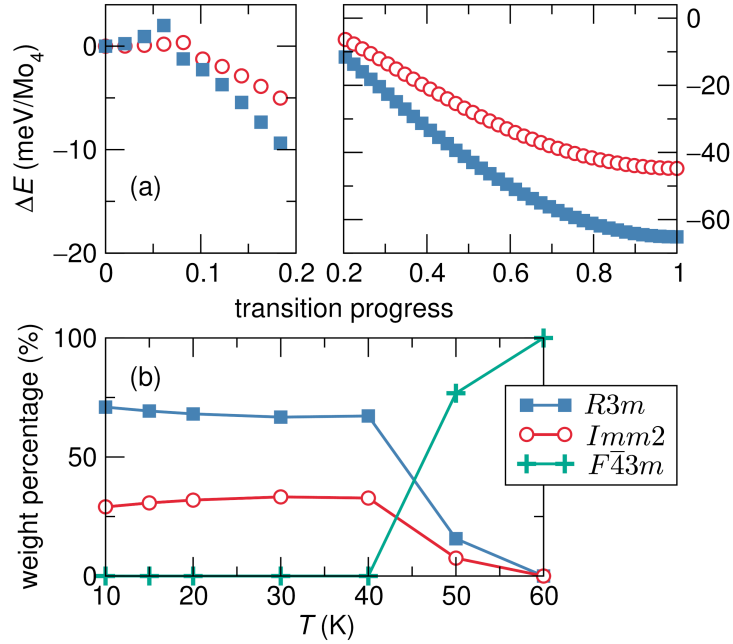 0
−10
−20
ΔE (meV/Mo4)
(a)
0 0.1 0.2
0.2 0.4 0.6 0.8 1
0
−20
−40
−60
transition progress
100
50
0
weight percentage (%)
(b)
R3m
Imm2
F4̅3m
10 20 30 40 50 60
T (K)